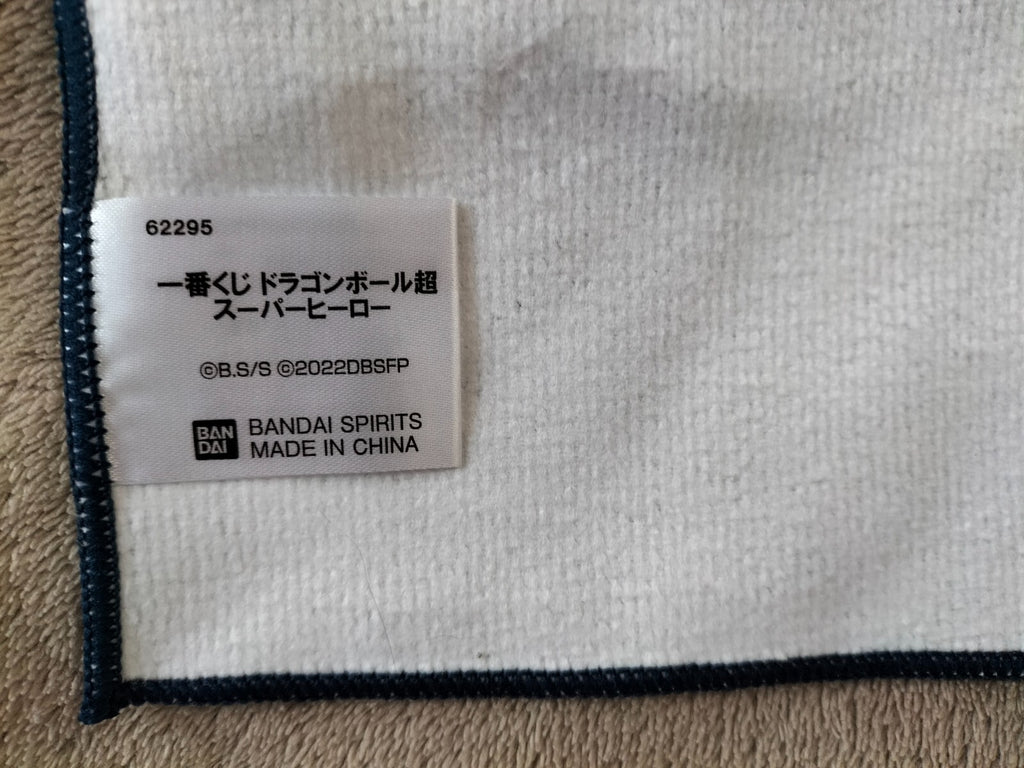 62295
一番くじ ドラゴンボール超
スーパーヒーロー
©B.S/S ©2022DBSFP
BAN
DAI
BANDAI SPIRITS
MADE IN CHINA